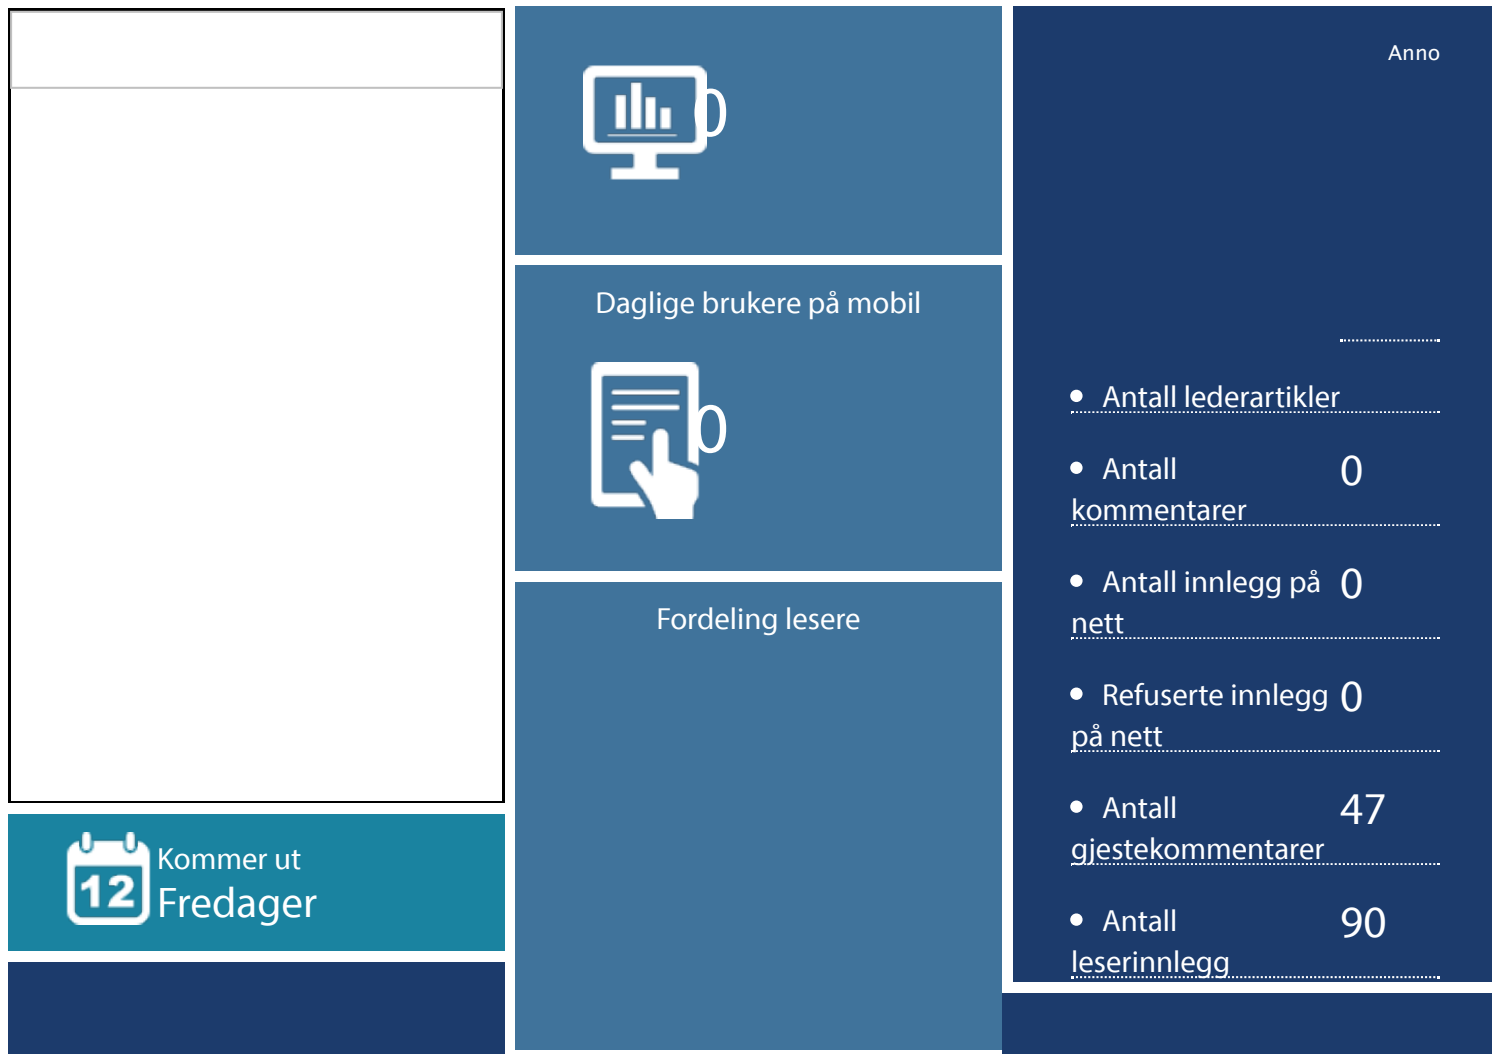 12
Kommer ut
Fredager
0
Daglige brukere på mobil
0
Fordeling lesere
Anno
• Antall lederartikler
• Antall 0
kommentarer
• Antall innlegg på 0
nett
• Refuserte innlegg 0
på nett
• Antall 47
gjestekommentarer
• Antall 90
leserinnlegg